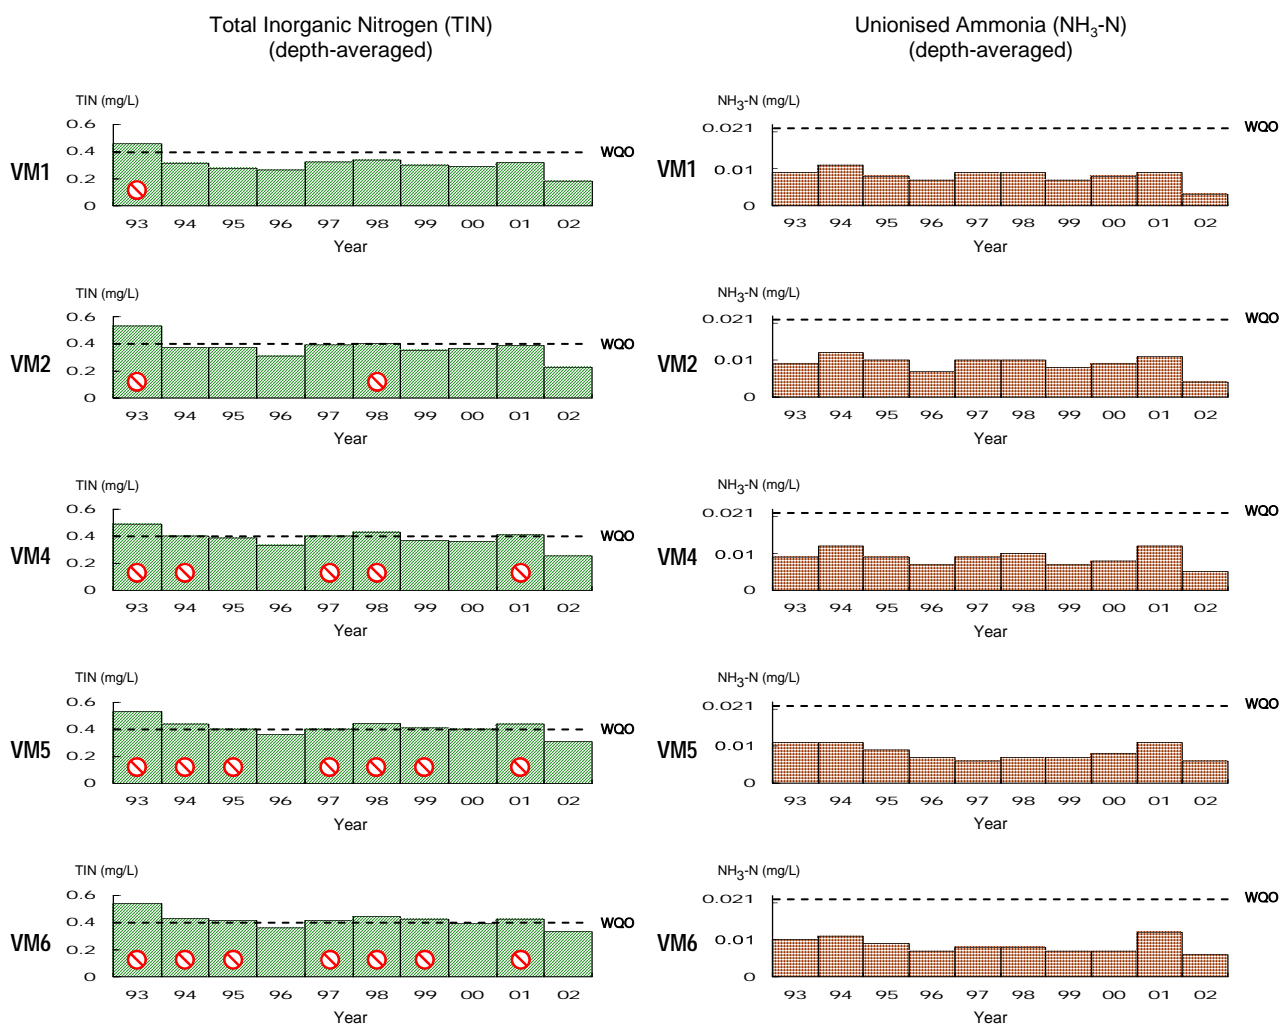 Total Inorganic Nitrogen (TIN)
(depth-averaged)
Unionised Ammonia (NH3-N)
(depth-averaged)
TIN (mg/L)
0.6
0.4
0.2
0
VM1
WQO
93 94 95 96 97 98 99 00 01 02
Year
NH3-N (mg/L)
0.021
0.01
0
VM1
WQO
93 94 95 96 97 98 99 00 01 02
Year
TIN (mg/L)
0.6
0.4
0.2
0
VM2
WQO
93 94 95 96 97 98 99 00 01 02
Year
NH3-N (mg/L)
0.021
0.01
0
VM2
WQO
93 94 95 96 97 98 99 00 01 02
Year
TIN (mg/L)
0.6
0.4
0.2
0
VM4
WQO
93 94 95 96 97 98 99 00 01 02
Year
NH3-N (mg/L)
0.021
0.01
0
VM4
WQO
93 94 95 96 97 98 99 00 01 02
Year
TIN (mg/L)
0.6
0.4
0.2
0
VM5
WQO
93 94 95 96 97 98 99 00 01 02
Year
NH3-N (mg/L)
0.021
0.01
0
VM5
WQO
93 94 95 96 97 98 99 00 01 02
Year
TIN (mg/L)
0.6
0.4
0.2
0
VM6
WQO
93 94 95 96 97 98 99 00 01 02
Year
NH3-N (mg/L)
0.021
0.01
0
VM6
WQO
93 94 95 96 97 98 99 00 01 02
Year